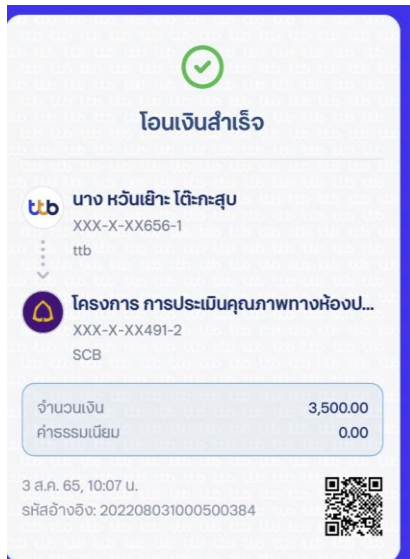 โอนเงินสำเร็จ
ttb
นาง หวันเย๊าะ โต๊ะกะสุบ
XXX-X-XX656-1
ttb
โครงการ การประเมินคุณภาพทางห้องป...
XXX-X-XX491-2
SCB
จำนวนเงิน 3,500.00
ค่าธรรมเนียม 0.00
3 ส.ค. 65, 10:07 น.
รหัสอ้างอิง: 202208031000500384